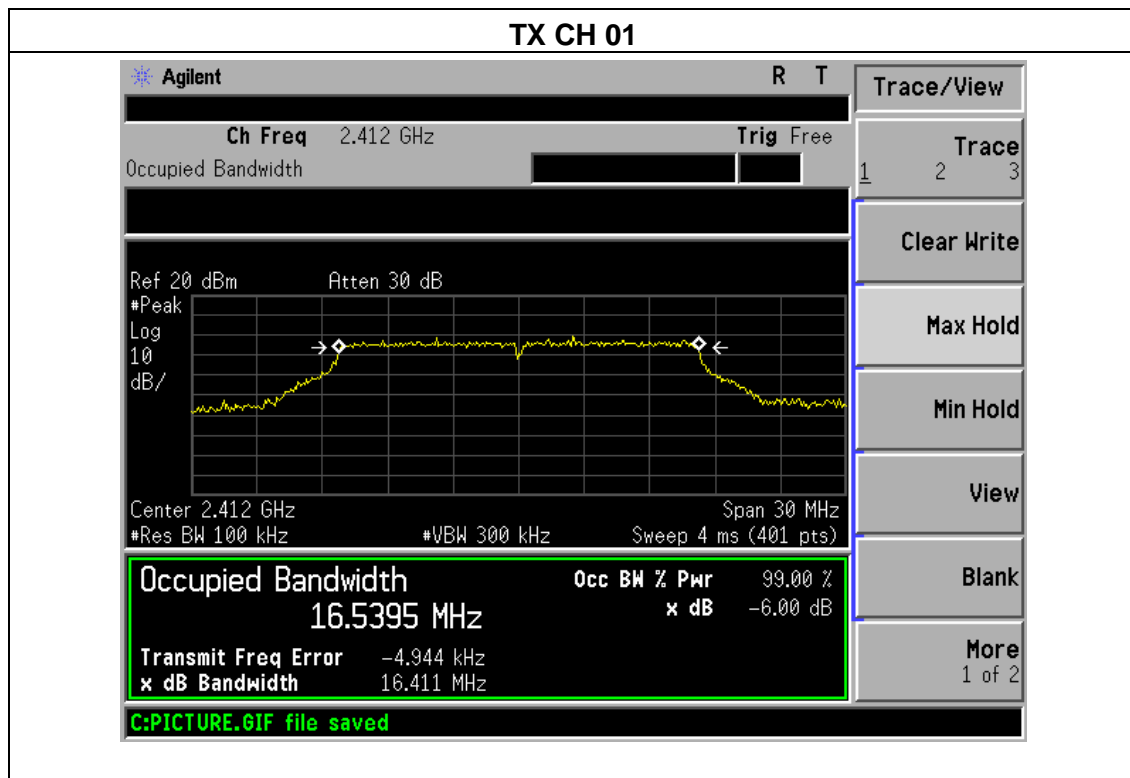 TX CH 01
Agilent R T
Ch Freq 2.412 GHz Trig Free
Occupied Bandwidth
Ref 20 dBm Atten 30 dB
#Peak
Log
10
dB/
Center 2.412 GHz Span 30 MHz
#Res BW 100 kHz #VBW 300 kHz Sweep 4 ms (401 pts)
Occupied Bandwidth Occ BW % Pwr 99.00 %
16.5395 MHz x dB -6.00 dB
Transmit Freq Error -4.944 kHz
x dB Bandwidth 16.411 MHz
C:PICTURE.GIF file saved
Trace/View
Trace
1 2 3
Clear Write
Max Hold
Min Hold
View
Blank
More
1 of 2